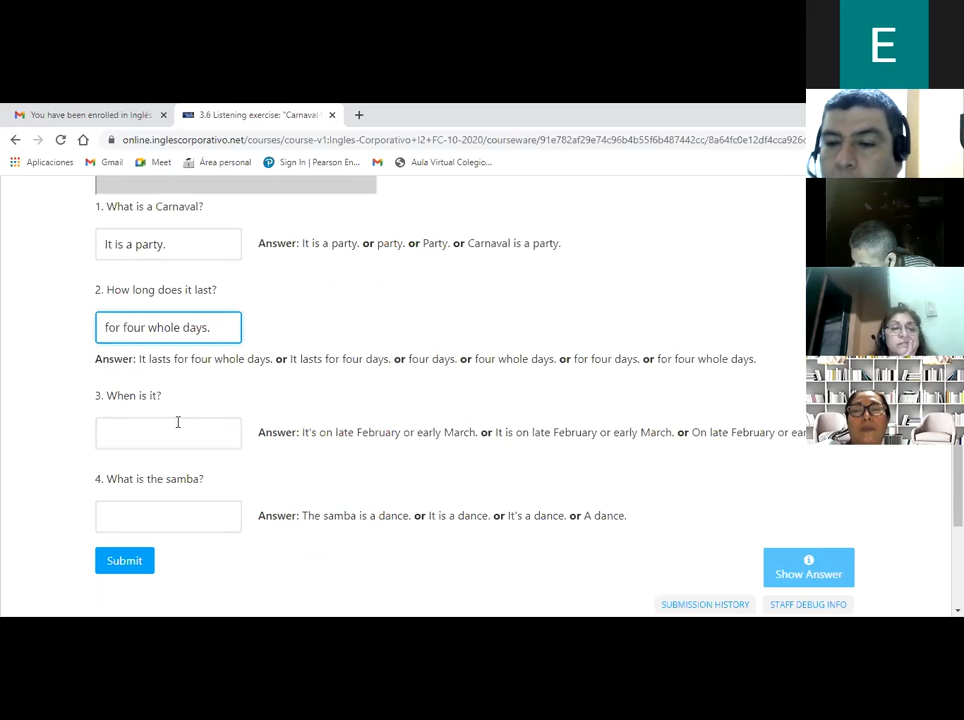 E
You have been enrolled in Inglés
3.6 Listening exercise: "Carnaval
online.inglescorporativo.net/courses/course-v1:Ingles-Corporativo+I2+FC-10-2020/courseware/91e782af29e74c96b4b55f6b487442cc/8a64fc0e12df4cca926c
Aplicaciones Gmail Meet Área personal Sign In | Pearson En... Aula Virtual Colegio...
1. What is a Carnaval?
It is a party.
Answer: It is a party. or party. or Party. or Carnaval is a party.
2. How long does it last?
for four whole days.
Answer: It lasts for four whole days. or It lasts for four days. or four days. or four whole days. or for four days. or for four whole days.
3. When is it?
Answer: It's on late February or early March. or It is on late February or early March. or On late February or ear
4. What is the samba?
Answer: The samba is a dance. or It is a dance. or It's a dance. or A dance.
Submit
Show Answer
SUBMISSION HISTORY STAFF DEBUG INFO